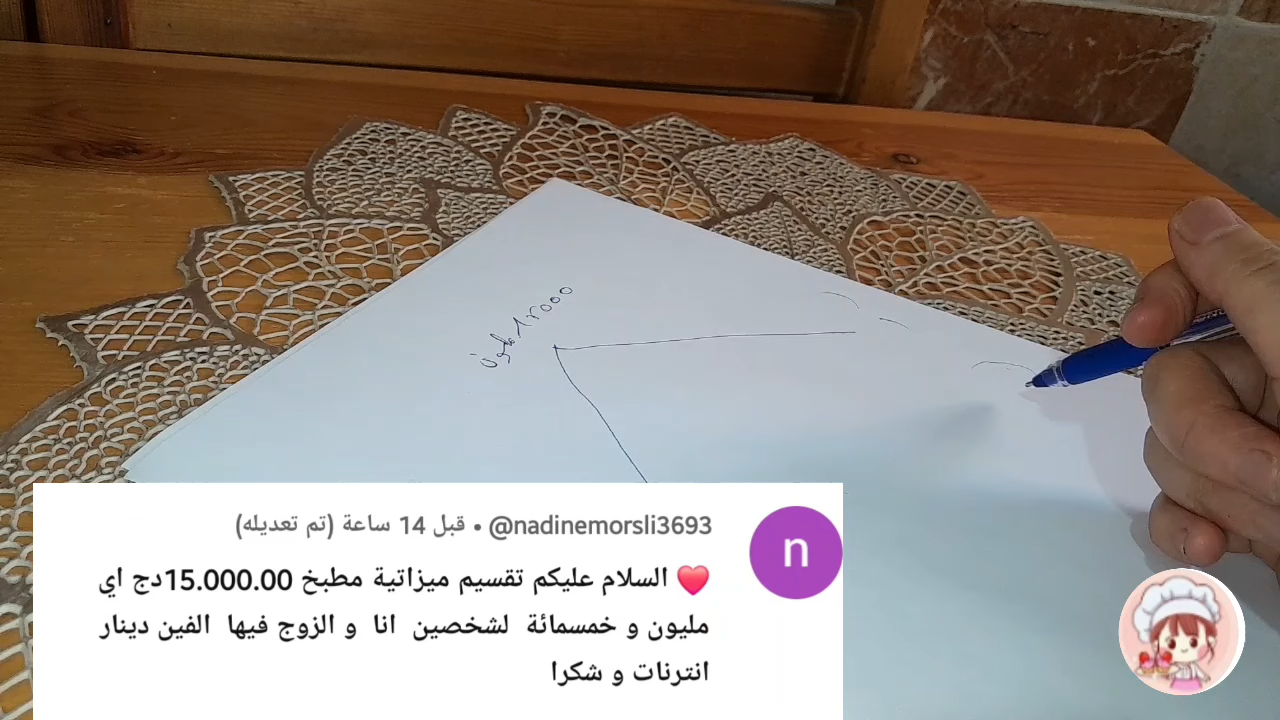 @nadinemorsli3693 • قبل 14 ساعة (تم تعديله)
❤️ السلام عليكم تقسيم ميزاتية مطبخ 15.000.00دج اي
مليون و خمسمائة لشخصين انا و الزوج فيها الفين دينار
انترنات و شكرا
n